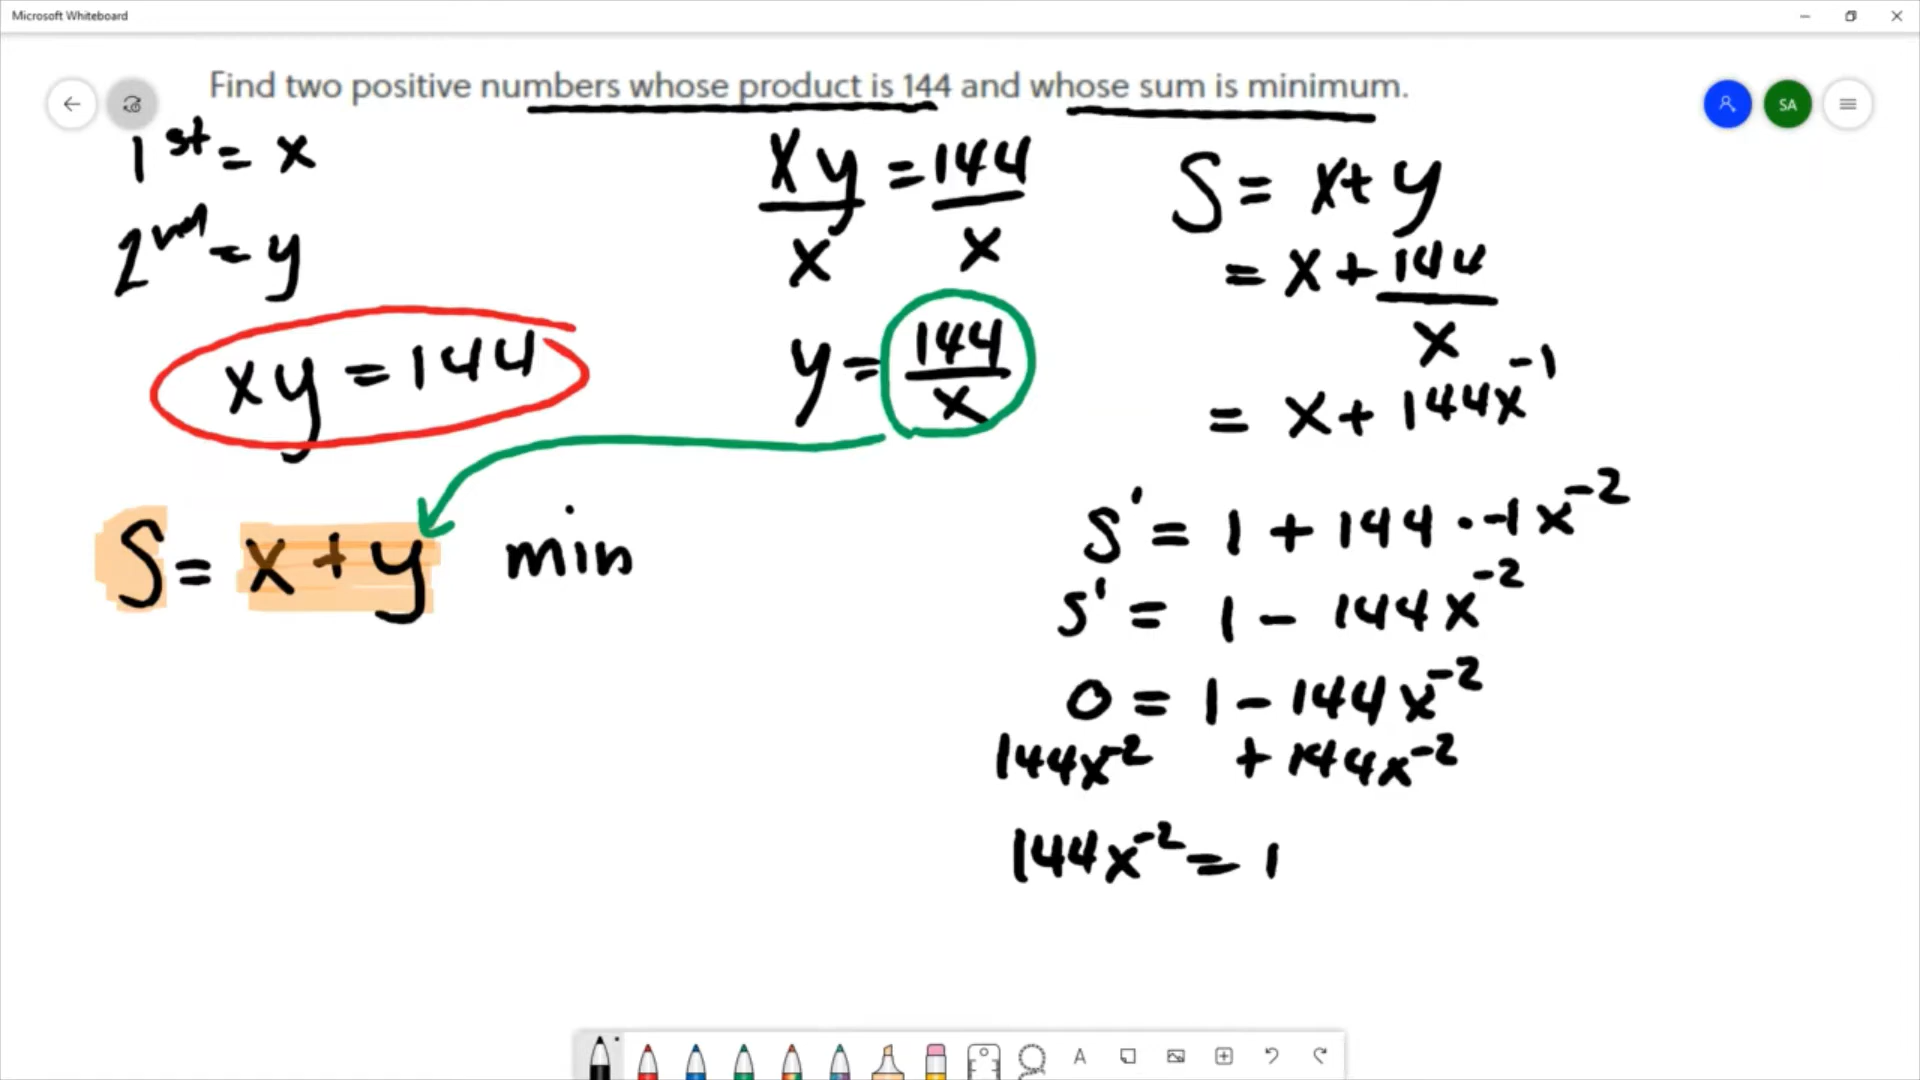 Microsoft Whiteboard
Find two positive numbers whose product is 144 and whose sum is minimum.
SA
1st = x
2nd = y
xy = 144
S = x + y min
xy = 144
x x
y = 144
x
S = x + y
= x + 144
x
= x + 144x⁻¹
S' = 1 + 144 · -1x⁻²
S' = 1 - 144x⁻²
0 = 1 - 144x⁻²
144x⁻² + 144x⁻²
144x⁻² = 1
A